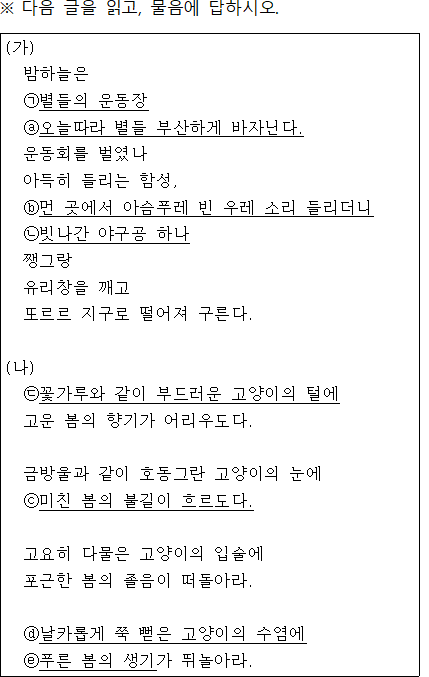 ※ 다음 글을 읽고, 물음에 답하시오.
(가)
밤하늘은
㉠별들의 운동장
ⓐ오늘따라 별들 부산하게 바자닌다.
운동회를 벌였나
아득히 들리는 함성,
ⓑ먼 곳에서 아슴푸레 빈 우레 소리 들리더니
㉡빗나간 야구공 하나
쨍그랑
유리창을 깨고
또르르 지구로 떨어져 구른다.
(나)
㉢꽃가루와 같이 부드러운 고양이의 털에
고운 봄의 향기가 어리우도다.
금방울과 같이 호동그란 고양이의 눈에
ⓒ미친 봄의 불길이 흐르도다.
고요히 다물은 고양이의 입술에
포근한 봄의 졸음이 떠돌아라.
ⓓ날카롭게 쭉 뻗은 고양이의 수염에
ⓔ푸른 봄의 생기가 뛰놀아라.